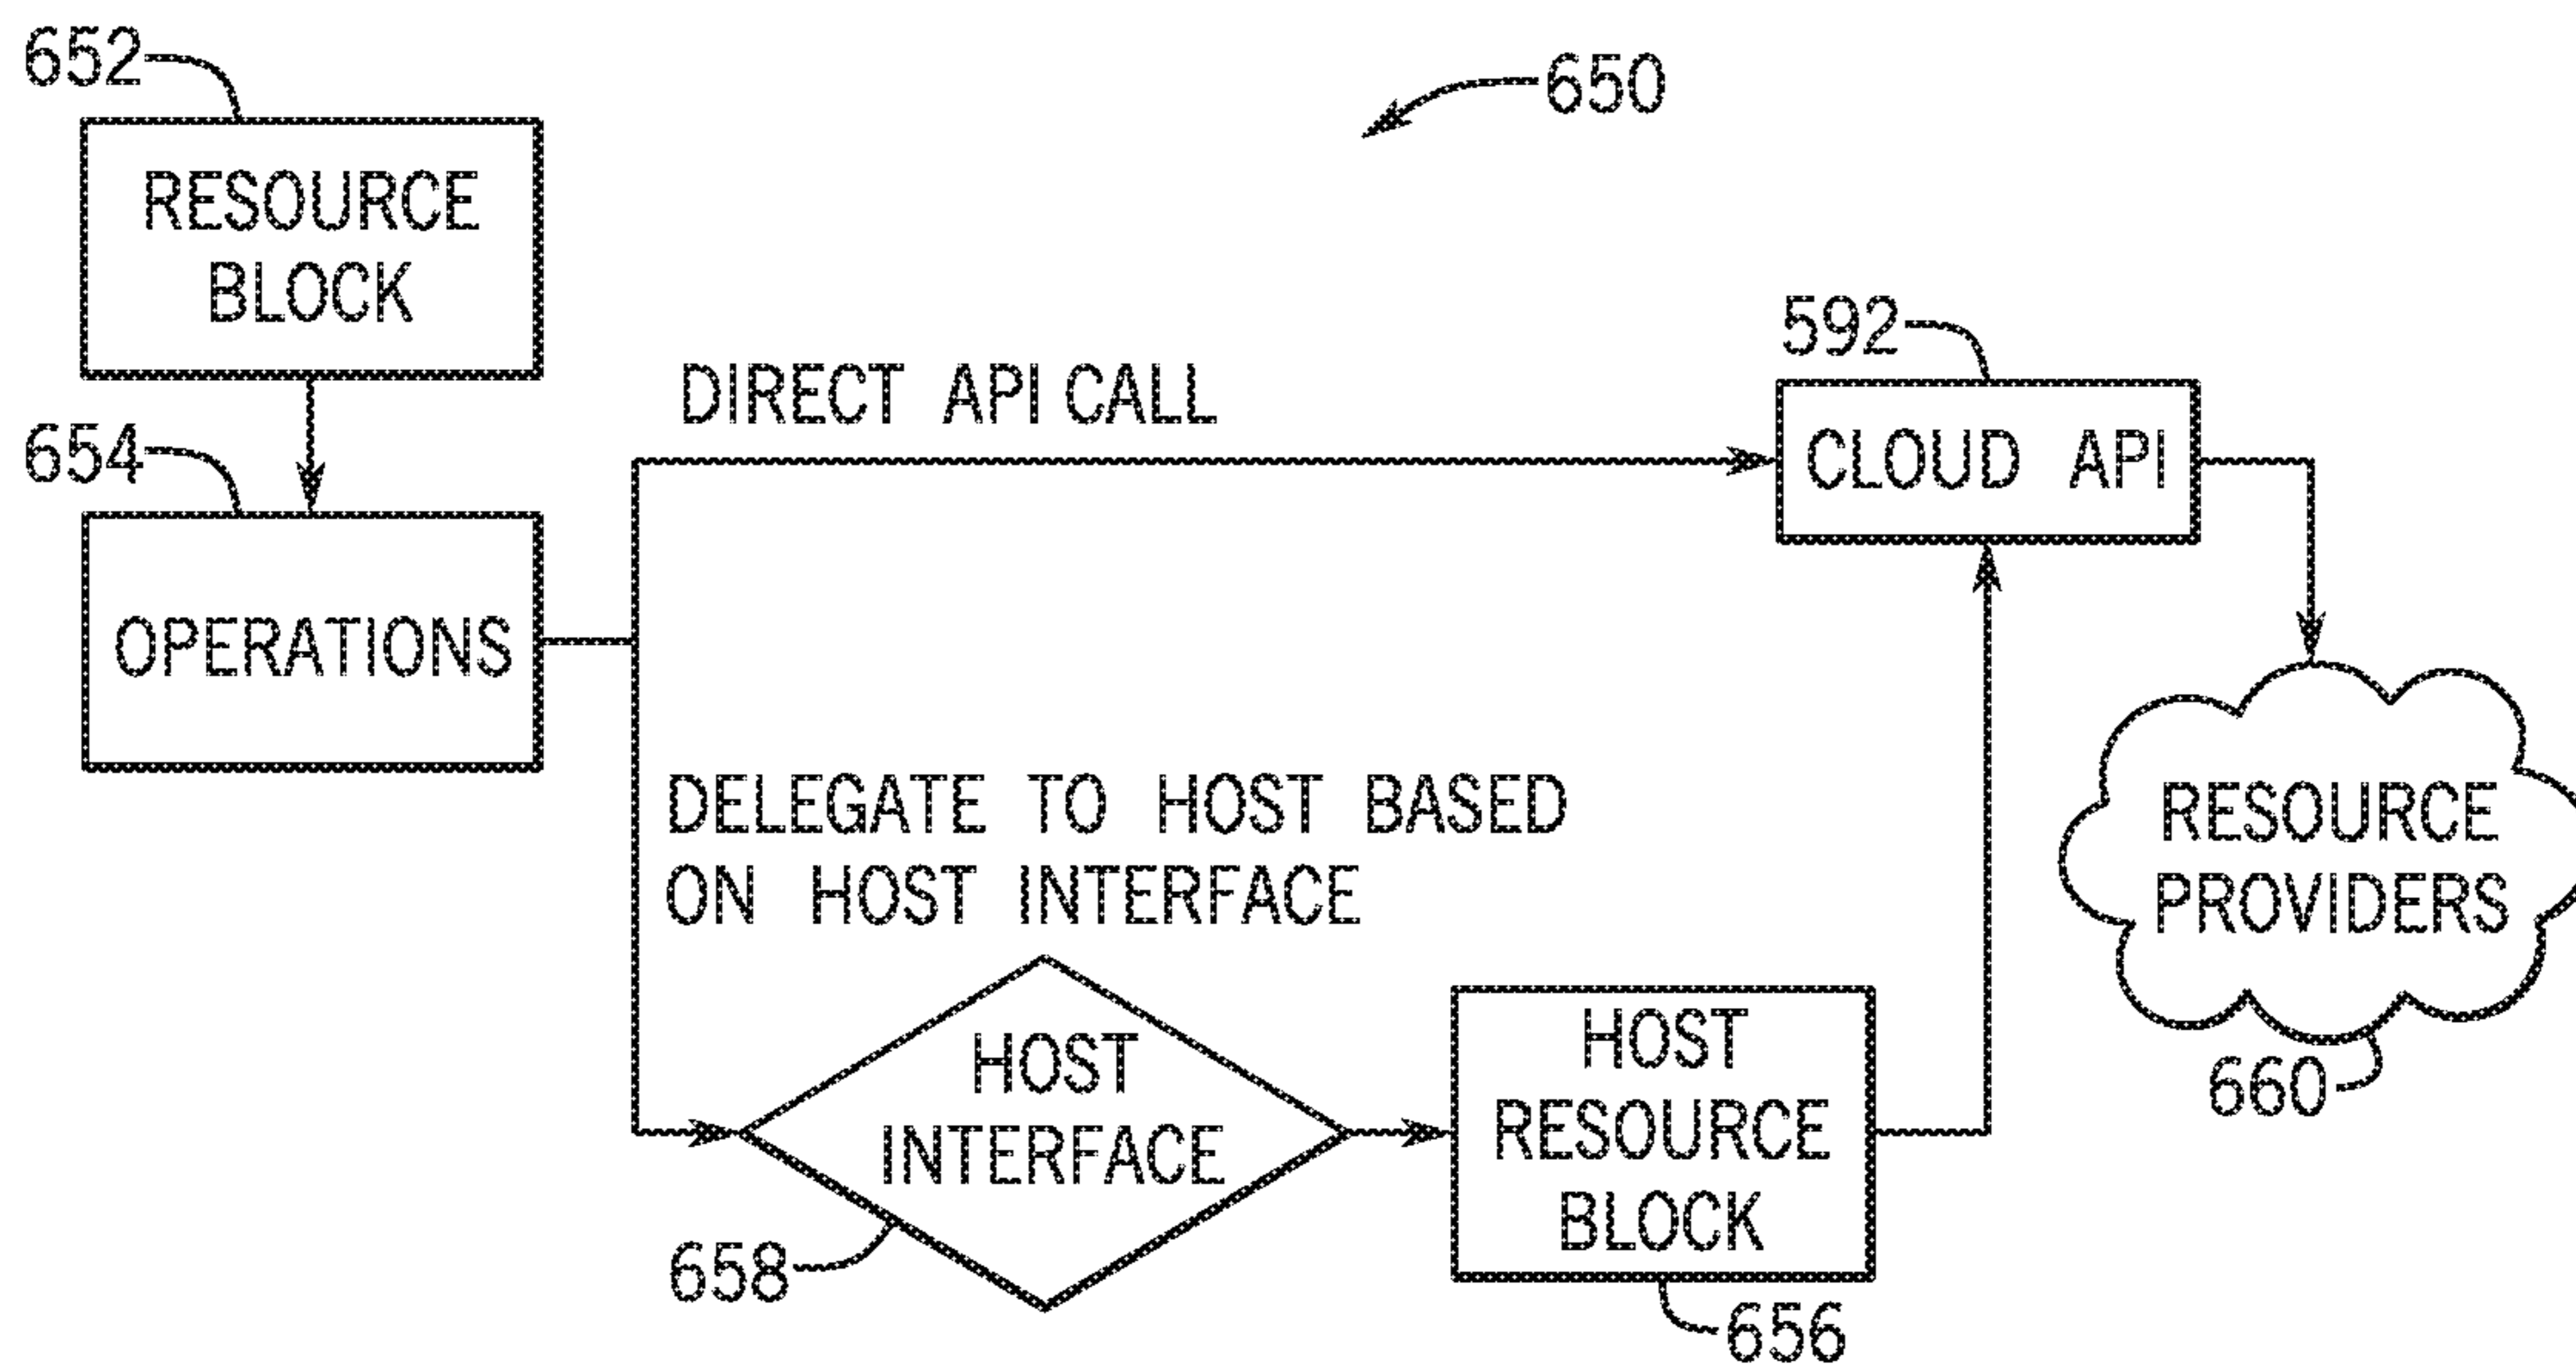 652
650
RESOURCE
BLOCK
592
DIRECT API CALL
CLOUD API
654
OPERATIONS
DELEGATE TO HOST BASED
ON HOST INTERFACE
RESOURCE
PROVIDERS
HOST
INTERFACE
HOST
RESOURCE
BLOCK
660
658
656